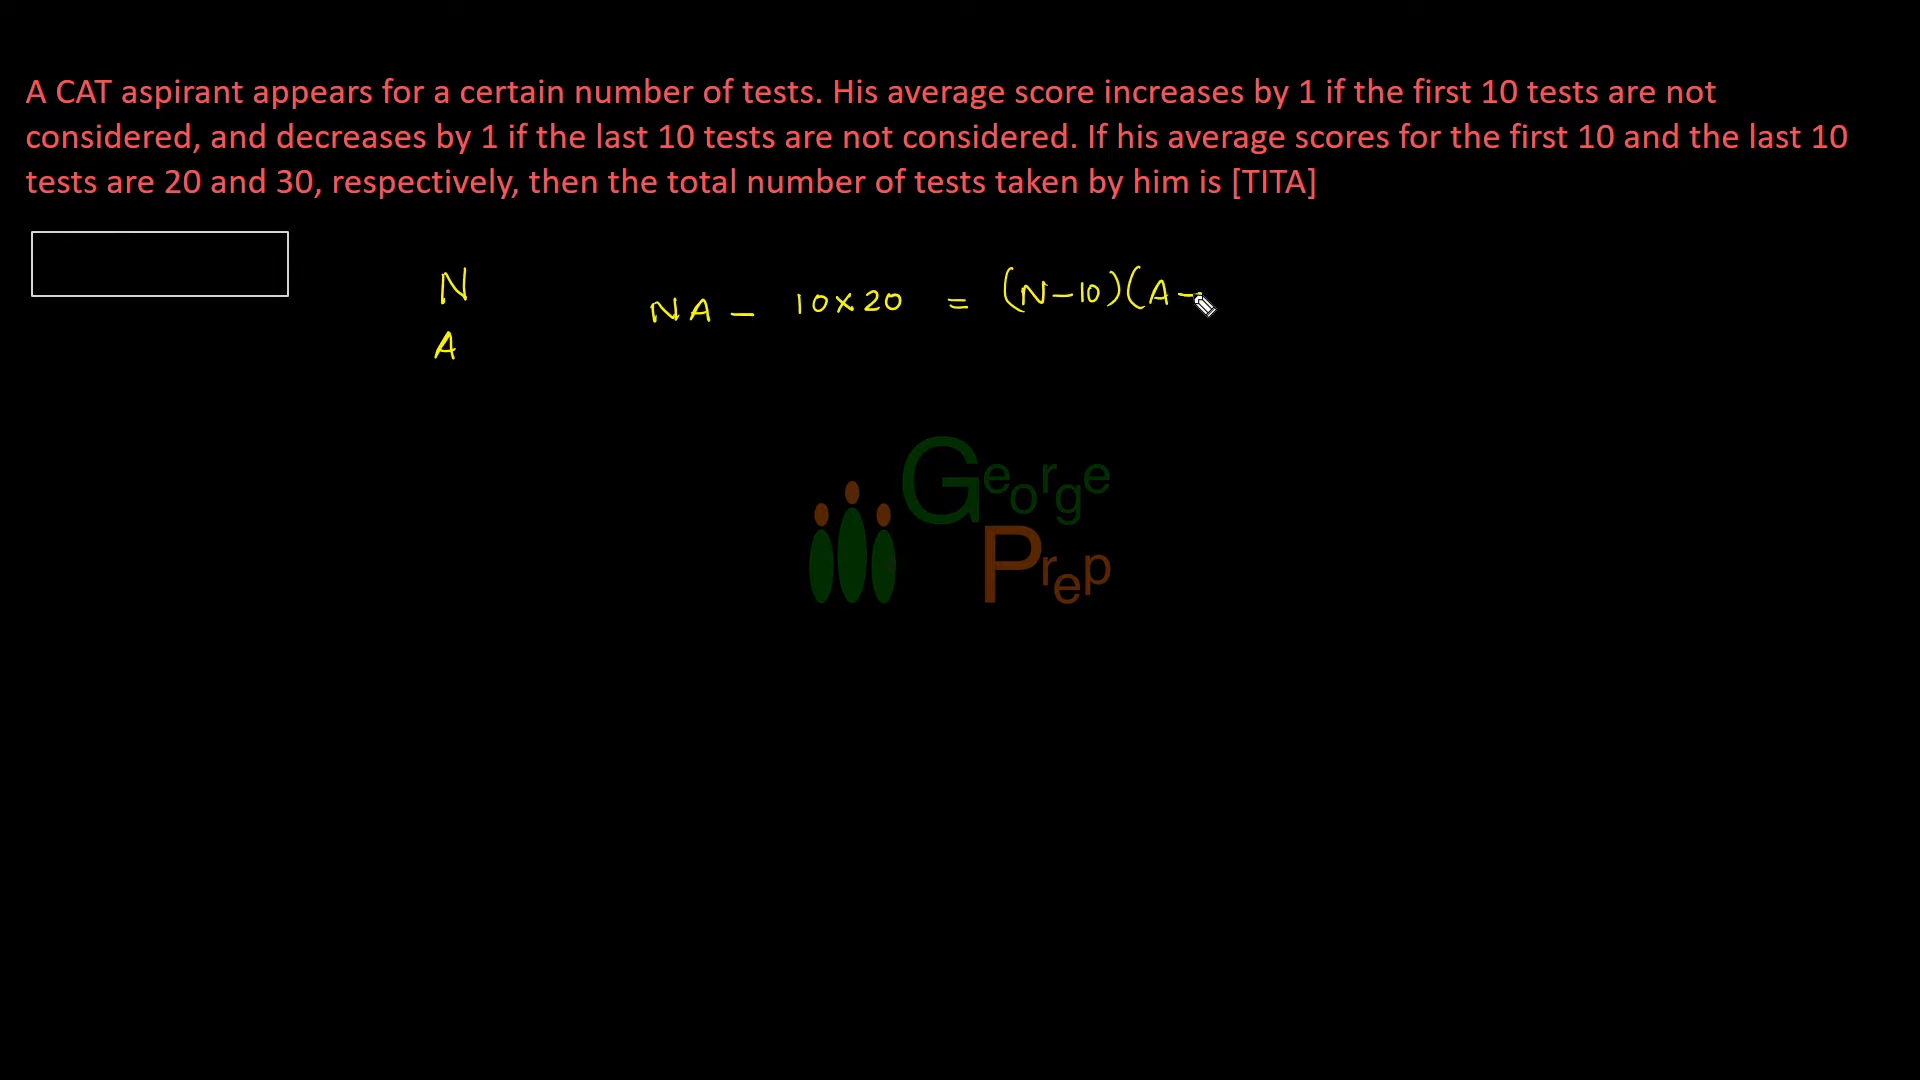 A CAT aspirant appears for a certain number of tests. His average score increases by 1 if the first 10 tests are not
considered, and decreases by 1 if the last 10 tests are not considered. If his average scores for the first 10 and the last 10
tests are 20 and 30, respectively, then the total number of tests taken by him is [TITA]
N
NA - 10×20 = (N-10)(A-
A
George
Prep